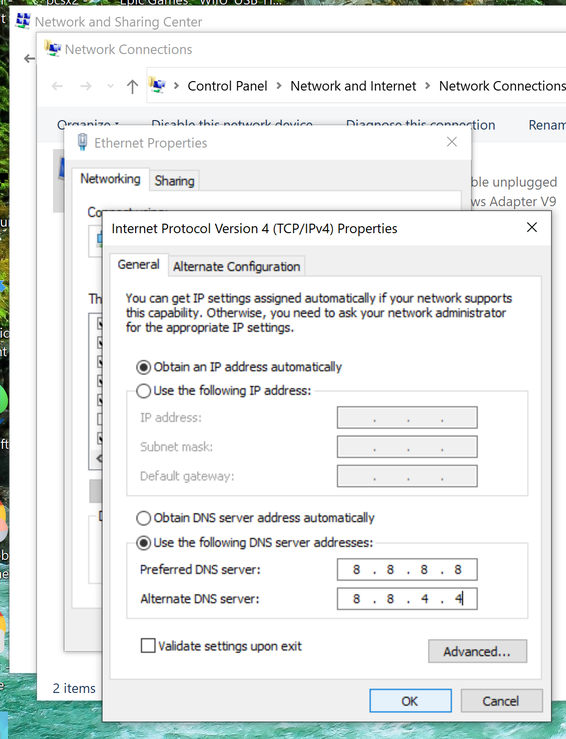 Network and Sharing Center
Network Connections
Control Panel > Network and Internet > Network Connections
Organize Disable this network device Diagnose this connection Renam
Ethernet Properties
Networking
Sharing
ble unplugged
ws Adapter V9
Internet Protocol Version 4 (TCP/IPv4) Properties
General
Alternate Configuration
You can get IP settings assigned automatically if your network supports
this capability. Otherwise, you need to ask your network administrator
for the appropriate IP settings.
Obtain an IP address automatically
Use the following IP address:
IP address:
Subnet mask:
Default gateway:
Obtain DNS server address automatically
Use the following DNS server addresses:
Preferred DNS server: 8 . 8 . 8 . 8
Alternate DNS server: 8 . 8 . 4 . 4
Validate settings upon exit
Advanced...
2 items
OK
Cancel